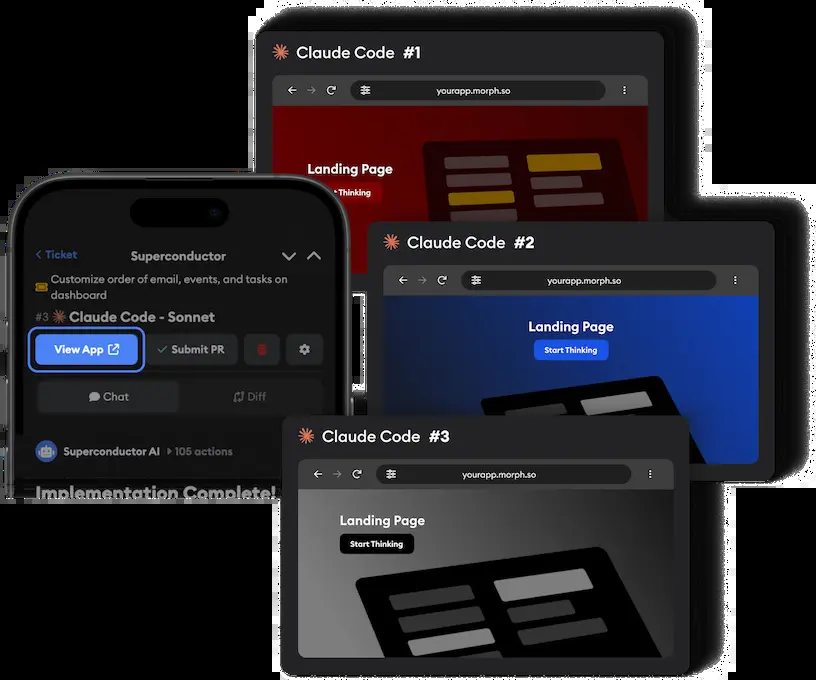 Claude Code #1
yourapp.morph.so
Landing Page
Thinking
Claude Code #2
yourapp.morph.so
Landing Page
Start Thinking
Claude Code #3
yourapp.morph.so
Landing Page
Start Thinking
Ticket
Superconductor
Customize order of email, events, and tasks on
dashboard
#3 Claude Code - Sonnet
View App
Submit PR
Chat
Diff
Superconductor AI 105 actions
Implementation Complete!